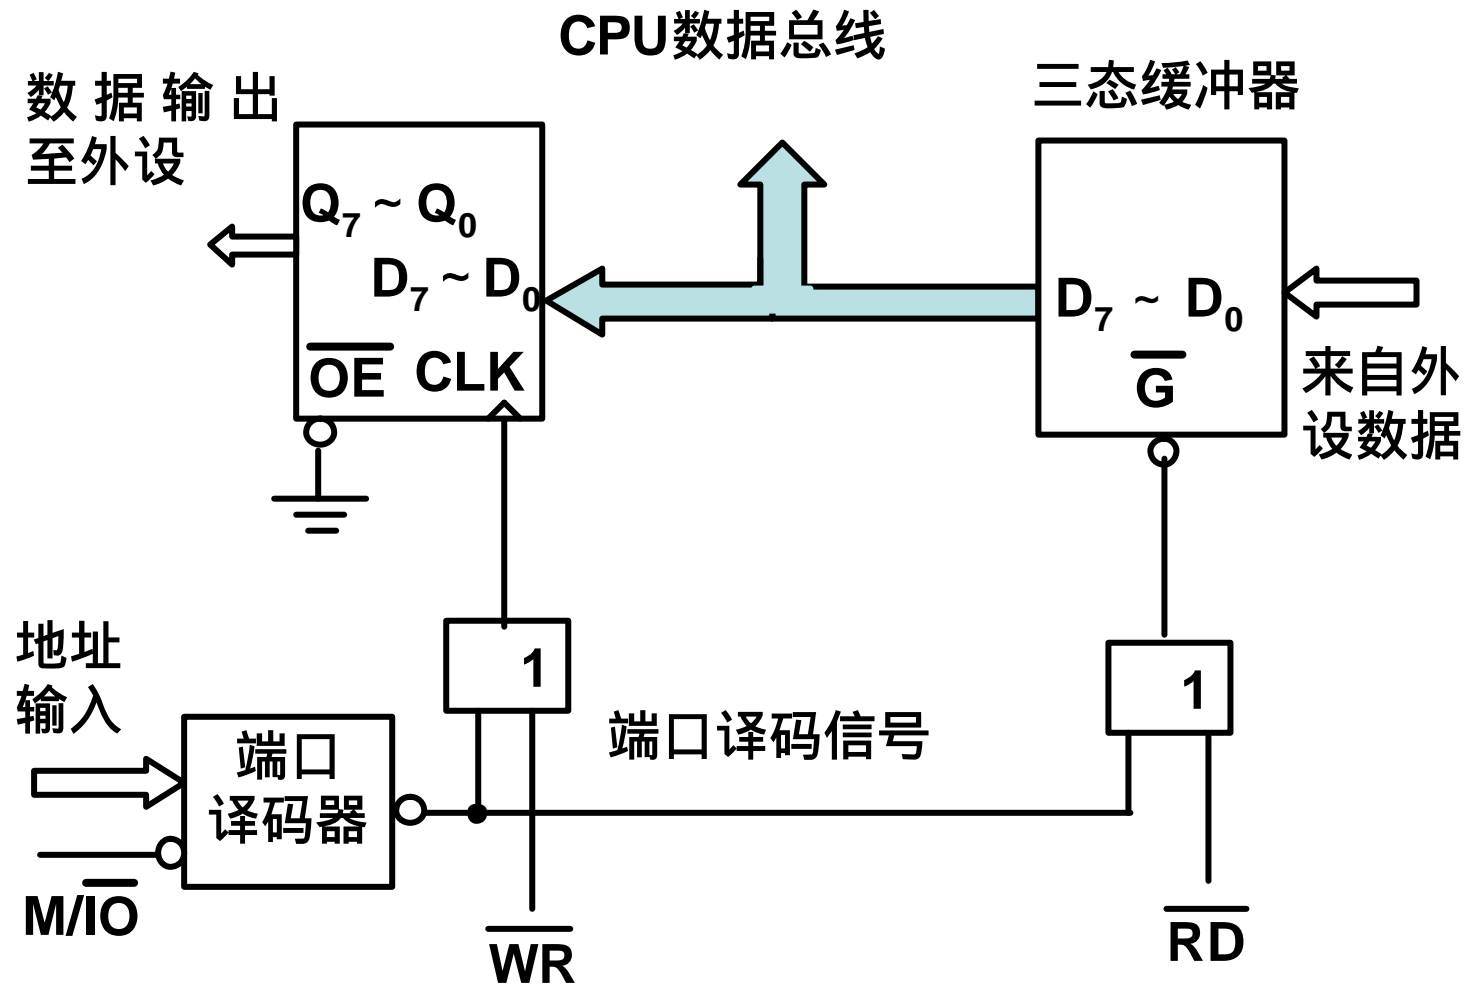 CPU数据总线
数据输出
至外设
三态缓冲器
Q7 ~ Q0
D7 ~ D0
OE CLK
D7 ~ D0
G
来自外
设数据
地址
输入
1
1
端口译码信号
端口
译码器
M/IO
WR
RD